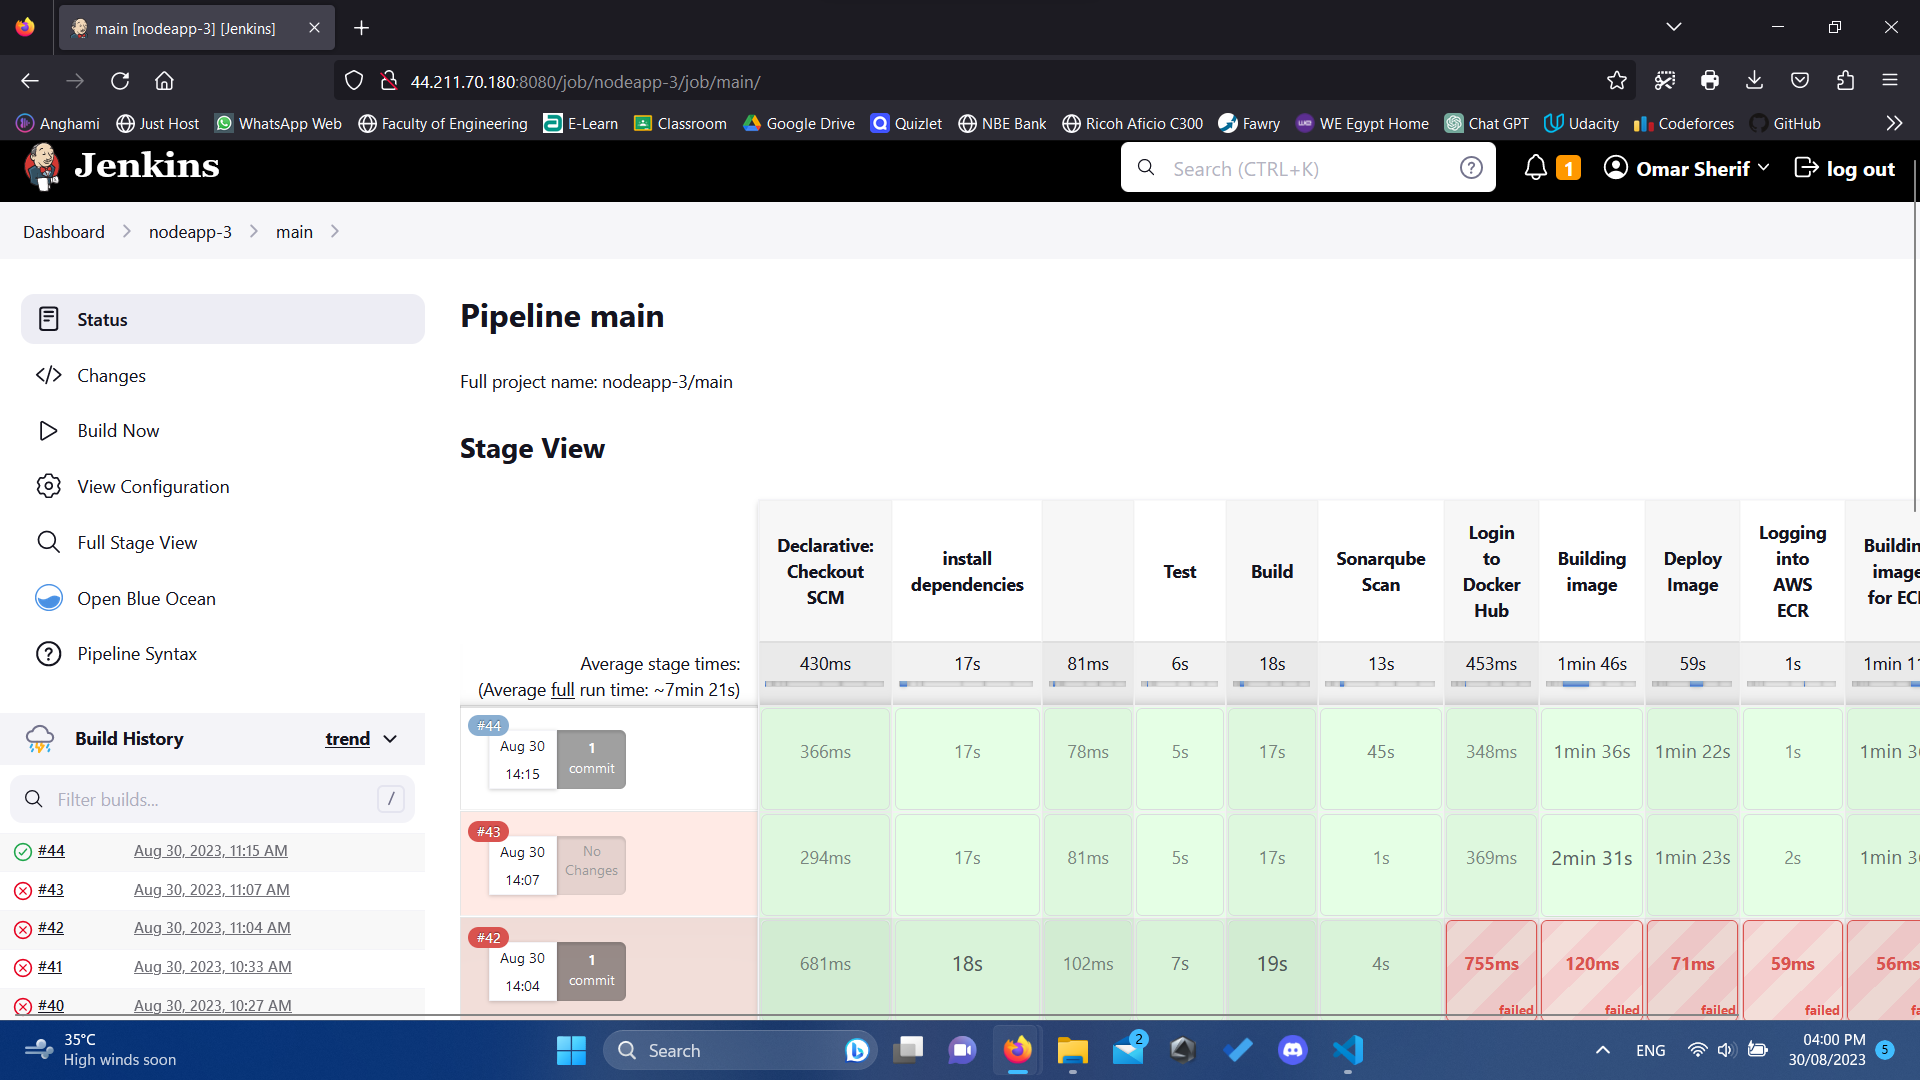 main [nodeapp-3] [Jenkins]
44.211.70.180:8080/job/nodeapp-3/job/main/
Anghami Just Host WhatsApp Web Faculty of Engineering E-Learn Classroom Google Drive Quizlet NBE Bank Ricoh Aficio C300 Fawry WE Egypt Home Chat GPT Udacity Codeforces GitHub
Jenkins
Search (CTRL+K)
1
Omar Sherif
log out
Dashboard nodeapp-3 main
Status
Changes
Build Now
View Configuration
Full Stage View
Open Blue Ocean
Pipeline Syntax
Build History trend
Filter builds... /
#44 Aug 30, 2023, 11:15 AM
#43 Aug 30, 2023, 11:07 AM
#42 Aug 30, 2023, 11:04 AM
#41 Aug 30, 2023, 10:33 AM
#40 Aug 30, 2023, 10:27 AM
Pipeline main
Full project name: nodeapp-3/main
Stage View
Declarative:
Checkout
SCM
install
dependencies
Test
Build
Sonarqube
Scan
Login
to
Docker
Hub
Building
image
Deploy
Image
Logging
into
AWS
ECR
Buildin
image
for EC
Average stage times:
(Average full run time: ~7min 21s)
430ms 17s 81ms 6s 18s 13s 453ms 1min 46s 59s 1s 1min 1
#44
Aug 30
14:15
1
commit
366ms 17s 78ms 5s 17s 45s 348ms 1min 36s 1min 22s 1s 1min 3
#43
Aug 30
14:07
No
Changes
294ms 17s 81ms 5s 17s 1s 369ms 2min 31s 1min 23s 2s 1min 3
#42
Aug 30
14:04
1
commit
681ms 18s 102ms 7s 19s 4s 755ms 120ms 71ms 59ms 56ms
failed failed failed failed fa
35°C
High winds soon
Search
2
ENG
04:00 PM
30/08/2023
5